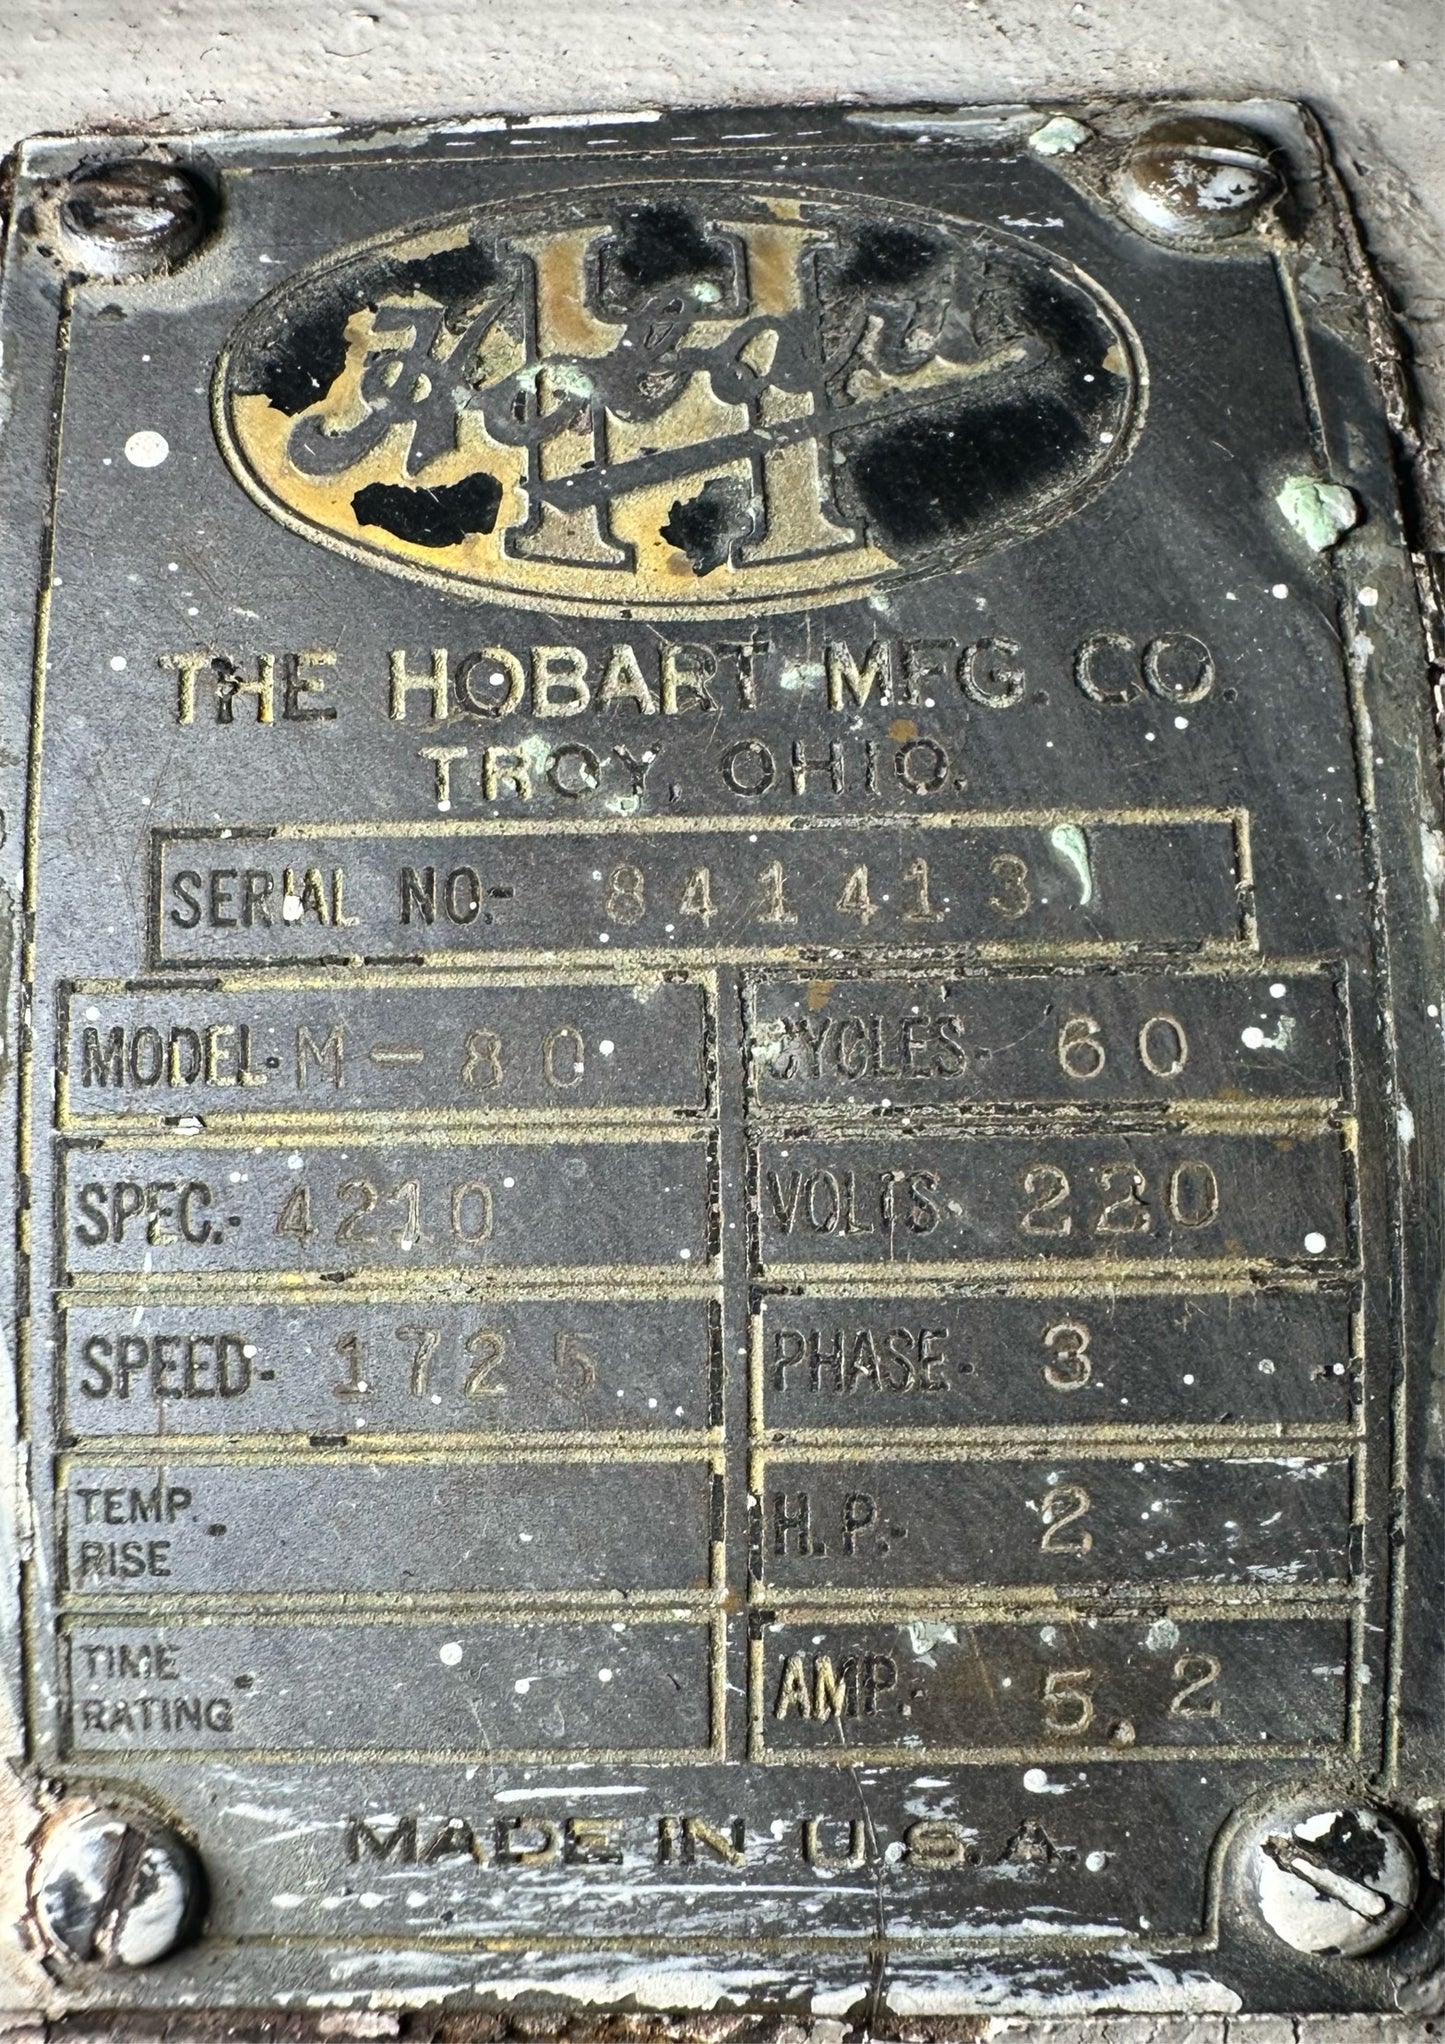 H
Hobart
THE HOBART MFG. CO.
TROY, OHIO.
SERIAL NO.- 841413
MODEL- M-80
CYCLES- 60
SPEC.- 4210
VOLTS- 220
SPEED- 1725
PHASE- 3
TEMP. RISE -
H.P.- 2
TIME RATING -
AMP.- 5.2
MADE IN U.S.A.